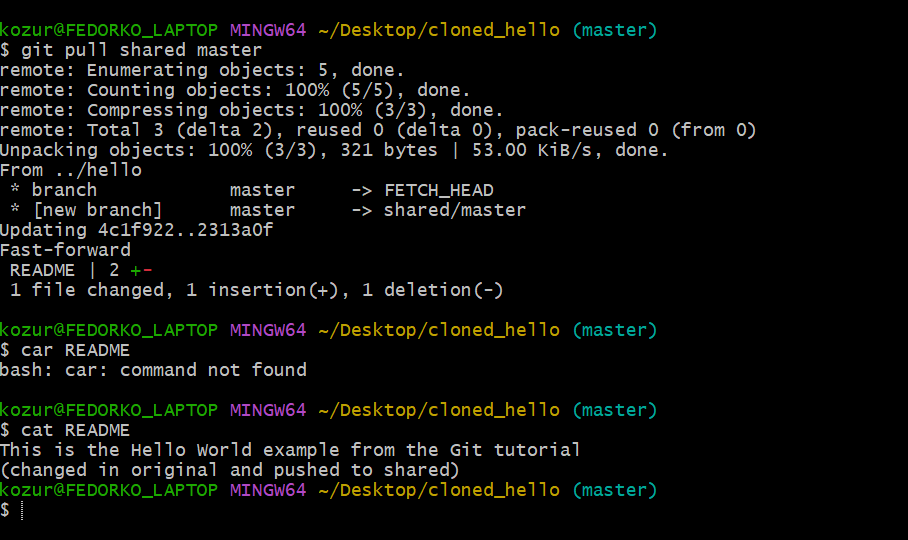 kozur@FEDORKO_LAPTOP MINGW64 ~/Desktop/cloned_hello (master)
$ git pull shared master
remote: Enumerating objects: 5, done.
remote: Counting objects: 100% (5/5), done.
remote: Compressing objects: 100% (3/3), done.
remote: Total 3 (delta 2), reused 0 (delta 0), pack-reused 0 (from 0)
Unpacking objects: 100% (3/3), 321 bytes | 53.00 KiB/s, done.
From ../hello
 * branch            master     -> FETCH_HEAD
 * [new branch]      master     -> shared/master
Updating 4c1f922..2313a0f
Fast-forward
 README | 2 +-
 1 file changed, 1 insertion(+), 1 deletion(-)
kozur@FEDORKO_LAPTOP MINGW64 ~/Desktop/cloned_hello (master)
$ car README
bash: car: command not found
kozur@FEDORKO_LAPTOP MINGW64 ~/Desktop/cloned_hello (master)
$ cat README
This is the Hello World example from the Git tutorial
(changed in original and pushed to shared)
kozur@FEDORKO_LAPTOP MINGW64 ~/Desktop/cloned_hello (master)
$